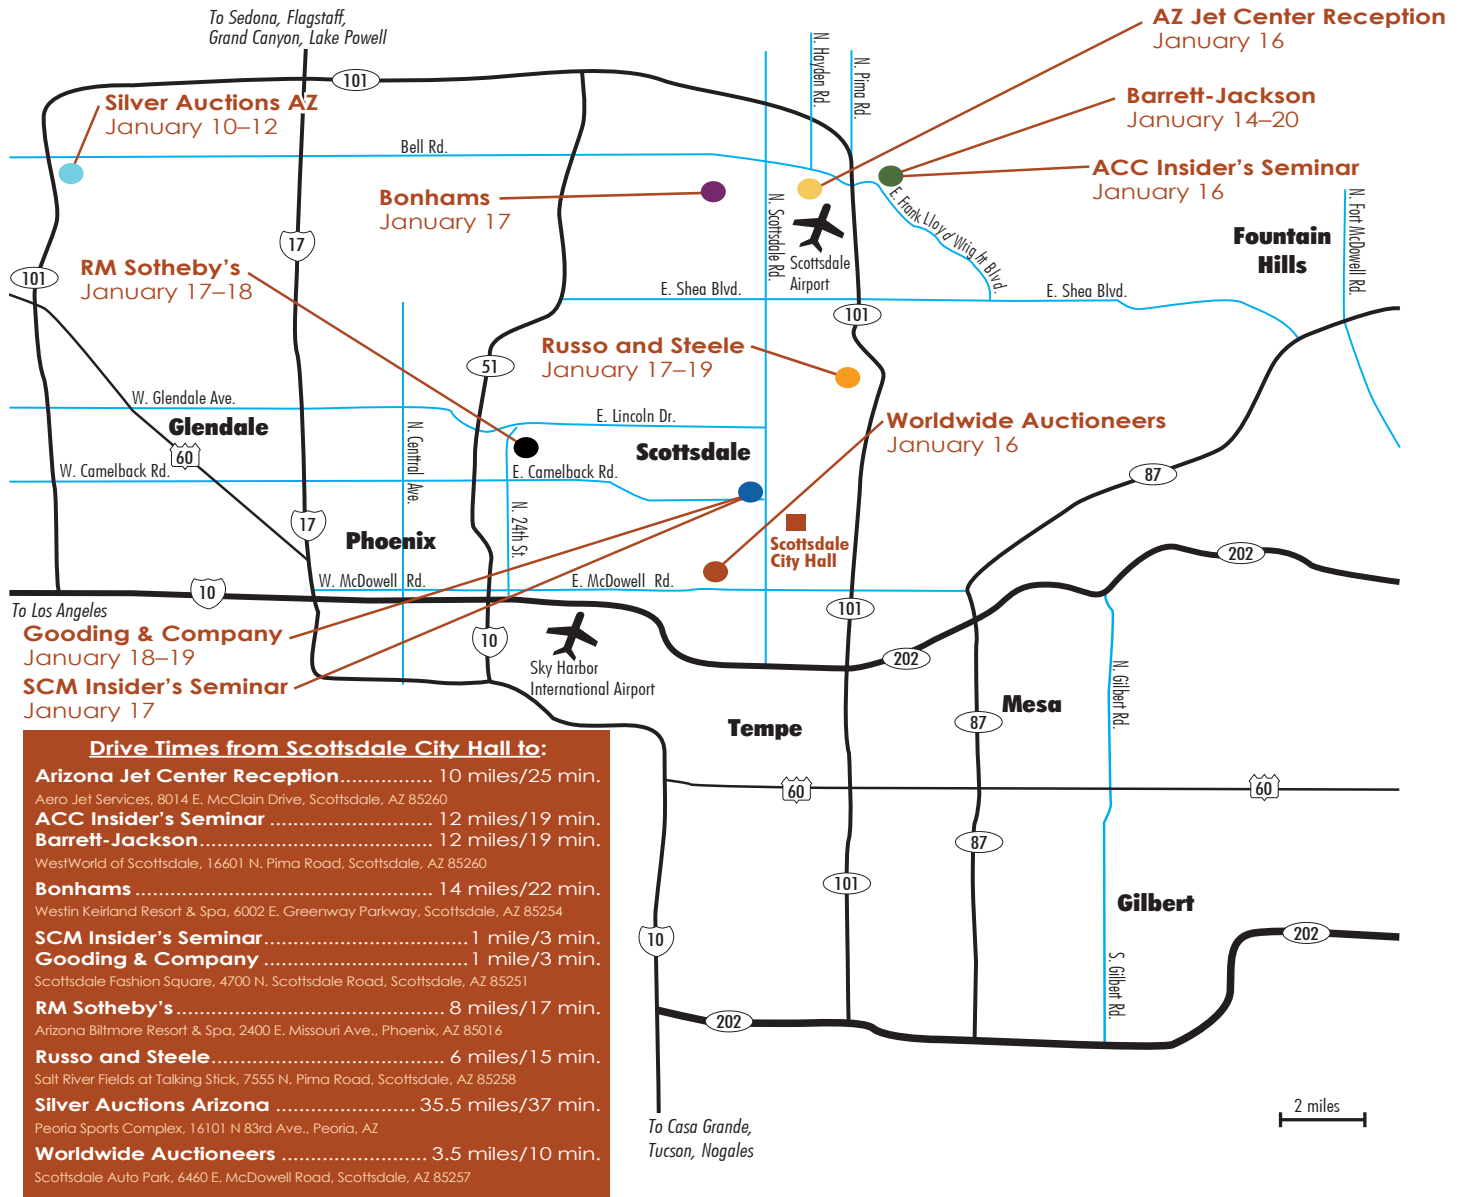 To Sedona, Flagstaff,
Grand Canyon, Lake Powell
AZ Jet Center Reception
January 16
N. Hayden Rd.
N. Pima Rd.
101
Silver Auctions AZ
January 10–12
Barrett-Jackson
January 14–20
Bell Rd.
ACC Insider's Seminar
January 16
Bonhams
January 17
N. Scottsdale Rd.
E. Frank Lloyd Wright Blvd.
N. Fort McDowell Rd.
Fountain
Hills
17
Scottsdale
Airport
RM Sotheby's
January 17–18
101
E. Shea Blvd.
E. Shea Blvd.
101
Russo and Steele
January 17–19
51
W. Glendale Ave.
E. Lincoln Dr.
Glendale
60
N. Centtral Ave.
Scottsdale
Worldwide Auctioneers
January 16
W. Camelback Rd.
E. Camelback Rd.
87
N. 24th St.
17
Phoenix
Scottsdale
City Hall
202
W. McDowell Rd.
E. McDowell Rd.
10
To Los Angeles
101
Gooding & Company
January 18–19
10
SCM Insider's Seminar
January 17
Sky Harbor
International Airport
202
N. Gilbert Rd.
Mesa
87
Tempe
60
60
87
101
Gilbert
202
10
S. Gilbert Rd.
202
Drive Times from Scottsdale City Hall to:
Arizona Jet Center Reception................ 10 miles/25 min.
Aero Jet Services, 8014 E. McClain Drive, Scottsdale, AZ 85260
ACC Insider's Seminar ....................... 12 miles/19 min.
Barrett-Jackson................................. 12 miles/19 min.
WestWorld of Scottsdale, 16601 N. Pima Road, Scottsdale, AZ 85260
Bonhams .......................................... 14 miles/22 min.
Westin Keirland Resort & Spa, 6002 E. Greenway Parkway, Scottsdale, AZ 85254
SCM Insider's Seminar.............................1 mile/3 min.
Gooding & Company .............................1 mile/3 min.
Scottsdale Fashion Square, 4700 N. Scottsdale Road, Scottsdale, AZ 85251
RM Sotheby's...................................... 8 miles/17 min.
Arizona Biltmore Resort & Spa, 2400 E. Missouri Ave., Phoenix, AZ 85016
Russo and Steele................................. 6 miles/15 min.
Salt River Fields at Talking Stick, 7555 N. Pima Road, Scottsdale, AZ 85258
Silver Auctions Arizona .................... 35.5 miles/37 min.
Peoria Sports Complex, 16101 N 83rd Ave., Peoria, AZ
Worldwide Auctioneers .................... 3.5 miles/10 min.
Scottsdale Auto Park, 6460 E. McDowell Road, Scottsdale, AZ 85257
To Casa Grande,
Tucson, Nogales
2 miles